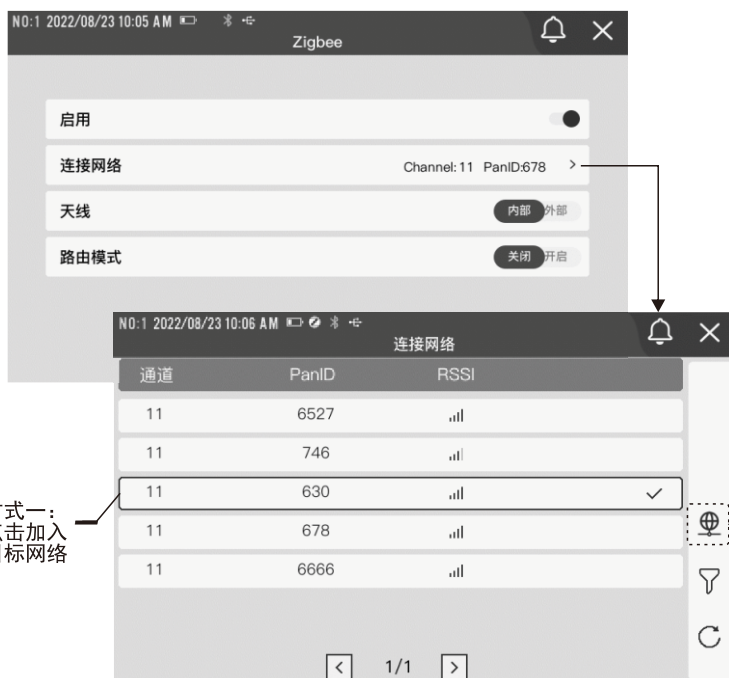 NO:1 2022/08/23 10:05 AM
Zigbee
启用
连接网络 Channel: 11 PanID:678
天线 内部 外部
路由模式 关闭 开启
NO:1 2022/08/23 10:06 AM
连接网络
通道 PanID RSSI
11 6527
11 746
11 630
11 678
11 6666
式一：
击加入
标网络
< 1/1 >